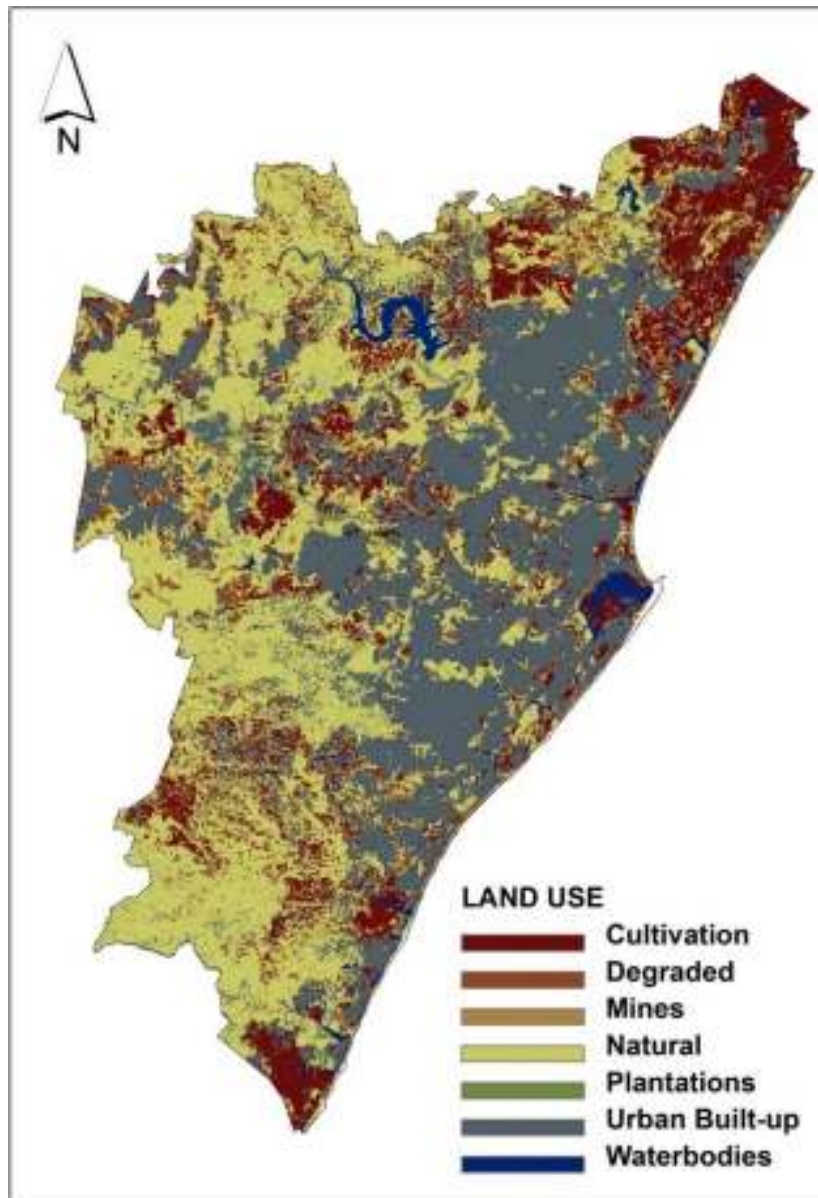 N
LAND USE
Cultivation
Degraded
Mines
Natural
Plantations
Urban Built-up
Waterbodies